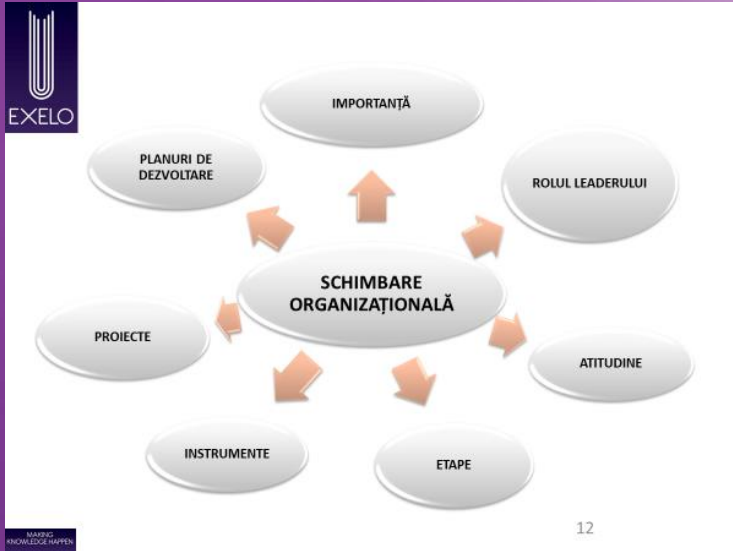 EXELO
IMPORTANȚĂ
PLANURI DE
DEZVOLTARE
ROLUL LEADERULUI
SCHIMBARE
ORGANIZAȚIONALĂ
PROIECTE
ATITUDINE
INSTRUMENTE
ETAPE
12
MAKING
KNOWLEDGE HAPPEN